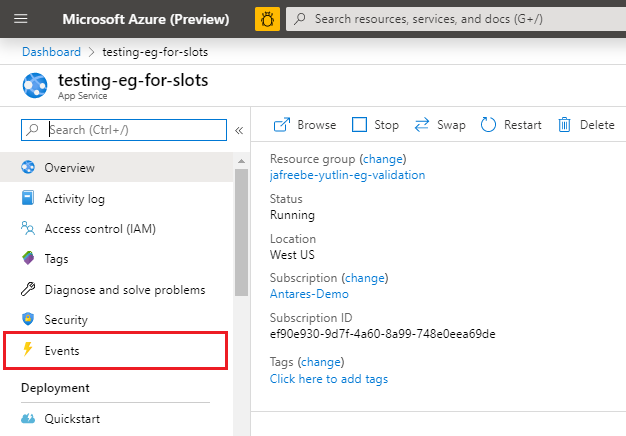 Microsoft Azure (Preview)
Search resources, services, and docs (G+/)
Dashboard > testing-eg-for-slots
testing-eg-for-slots
App Service
Search (Ctrl+/)
«
Browse
Stop
Swap
Restart
Delete
Overview
Activity log
Access control (IAM)
Tags
Diagnose and solve problems
Security
Events
Deployment
Quickstart
Resource group (change)
jafreebe-yutlin-eg-validation
Status
Running
Location
West US
Subscription (change)
Antares-Demo
Subscription ID
ef90e930-9d7f-4a60-8a99-748e0eea69de
Tags (change)
Click here to add tags